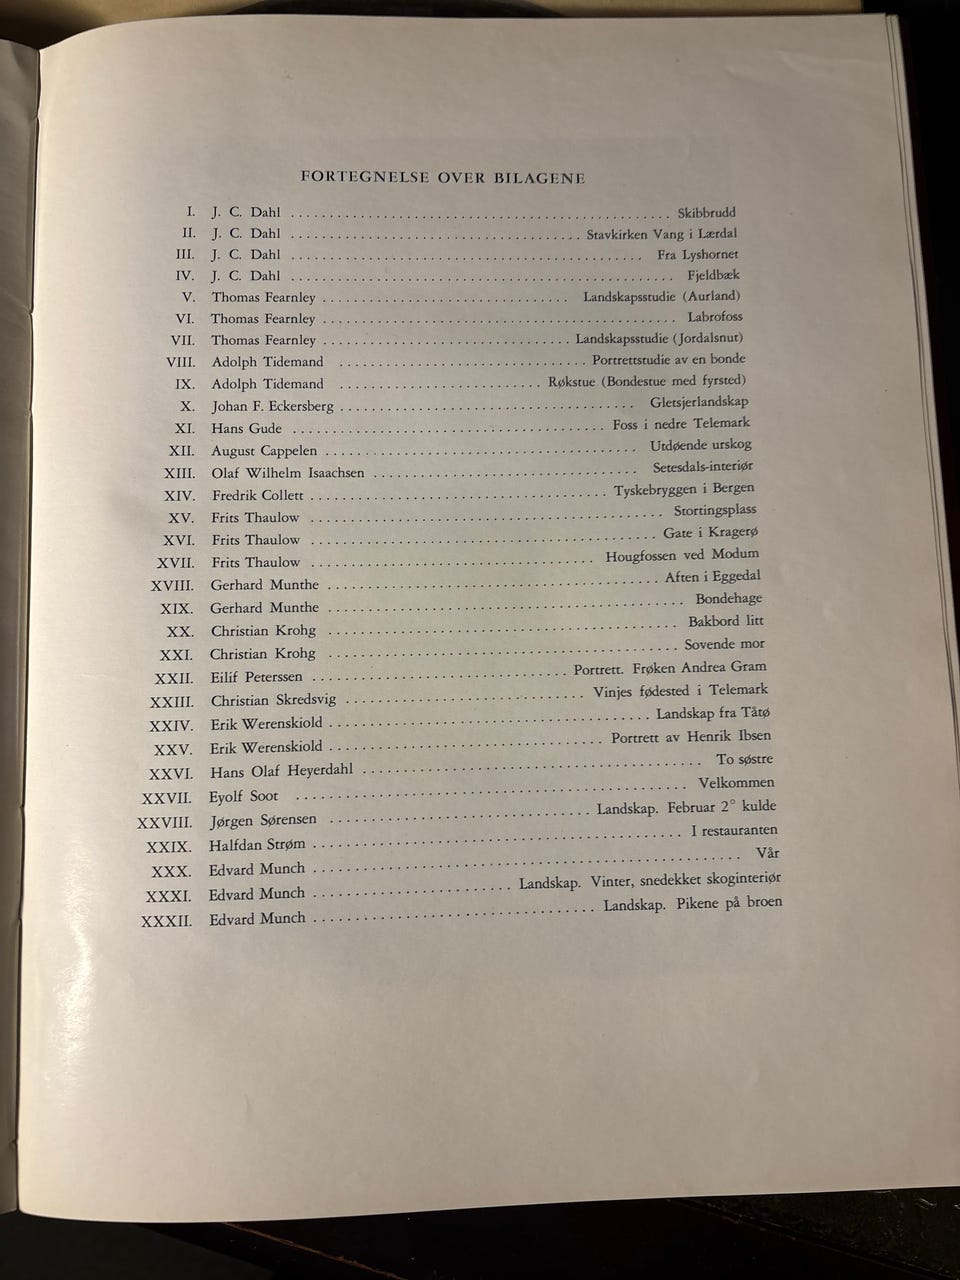 FORTEGNELSE OVER BILAGENE
I. J. C. Dahl ........ Skibbrudd
II. J. C. Dahl ........ Stavkirken Vang i Lærdal
III. J. C. Dahl ........ Fra Lyshornet
IV. J. C. Dahl ........ Fjeldbæk
V. Thomas Fearnley ........ Landskapsstudie (Aurland)
VI. Thomas Fearnley ........ Labrofoss
VII. Thomas Fearnley ........ Landskapsstudie (Jordalsnut)
VIII. Adolph Tidemand ........ Portrettstudie av en bonde
IX. Adolph Tidemand ........ Røkstue (Bondestue med fyrsted)
X. Johan F. Eckersberg ........ Gletsjerlandskap
XI. Hans Gude ........ Foss i nedre Telemark
XII. August Cappelen ........ Utdøende urskog
XIII. Olaf Wilhelm Isaachsen ........ Setesdals-interiør
XIV. Fredrik Collett ........ Tyskebryggen i Bergen
XV. Frits Thaulow ........ Stortingsplass
XVI. Frits Thaulow ........ Gate i Kragerø
XVII. Frits Thaulow ........ Hougfossen ved Modum
XVIII. Gerhard Munthe ........ Aften i Eggedal
XIX. Gerhard Munthe ........ Bondehage
XX. Christian Krohg ........ Bakbord litt
XXI. Christian Krohg ........ Sovende mor
XXII. Eilif Peterssen ........ Portrett. Frøken Andrea Gram
XXIII. Christian Skredsvig ........ Vinjes fødested i Telemark
XXIV. Erik Werenskiold ........ Landskap fra Tåtø
XXV. Erik Werenskiold ........ Portrett av Henrik Ibsen
XXVI. Hans Olaf Heyerdahl ........ To søstre
XXVII. Eyolf Soot ........ Velkommen
XXVIII. Jørgen Sørensen ........ Landskap. Februar 2° kulde
XXIX. Halfdan Strøm ........ I restauranten
XXX. Edvard Munch ........ Vår
XXXI. Edvard Munch ........ Landskap. Vinter, snedekket skoginteriør
XXXII. Edvard Munch ........ Landskap. Pikene på broen